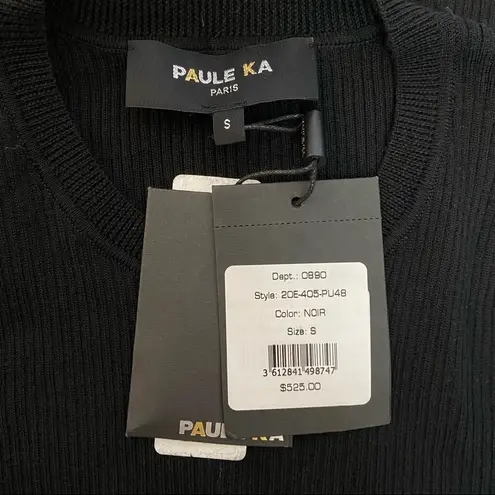 PAULE KA
PARIS
S
Dept.: 0890
Style: 20E-405-PU48
Color: NOIR
Size: S
3 612841 498747
$525.00
PAULE KA